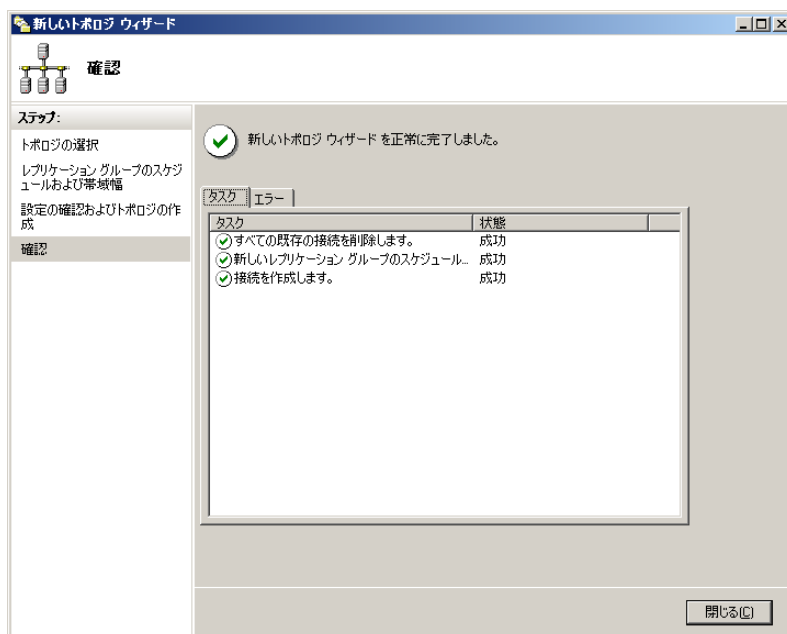 新しいトポロジ ウィザード
確認
ステップ:
トポロジの選択
レプリケーション グループのスケジ
ュールおよび帯域幅
設定の確認およびトポロジの作
成
確認
新しいトポロジ ウィザード を正常に完了しました。
タスク エラー
タスク 状態
すべての既存の接続を削除します。 成功
新しいレプリケーション グループのスケジュール... 成功
接続を作成します。 成功
閉じる(C)